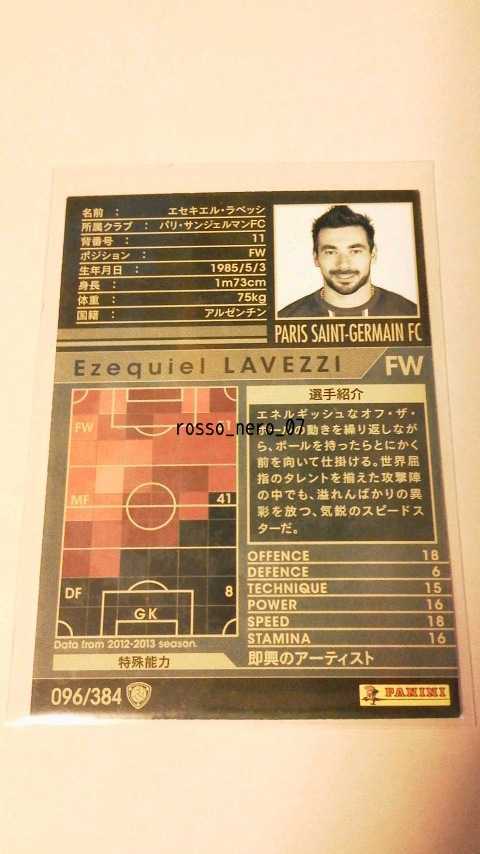 名前 ： エセキエル・ラベッシ
所属クラブ ： パリ・サンジェルマンFC
背番号 ： 11
ポジション ： FW
生年月日 ： 1985/5/3
身長 ： 1m73cm
体重 ： 75kg
国籍 ： アルゼンチン
PARIS SAINT-GERMAIN FC
Ezequiel LAVEZZI FW
選手紹介
エネルギッシュなオフ・ザ・
ボールの動きを繰り返しなが
ら、ボールを持ったらとにかく
前を向いて仕掛ける。世界屈
指のタレントを揃えた攻撃陣
の中でも、溢れんばかりの異
彩を放つ、気鋭のスピードス
ターだ。
rosso_nero_07
FW
MF 41
DF 8
GK
Data from 2012-2013 season.
OFFENCE 18
DEFENCE 6
TECHNIQUE 15
POWER 16
SPEED 18
STAMINA 16
特殊能力 即興のアーティスト
096/384
PANINI